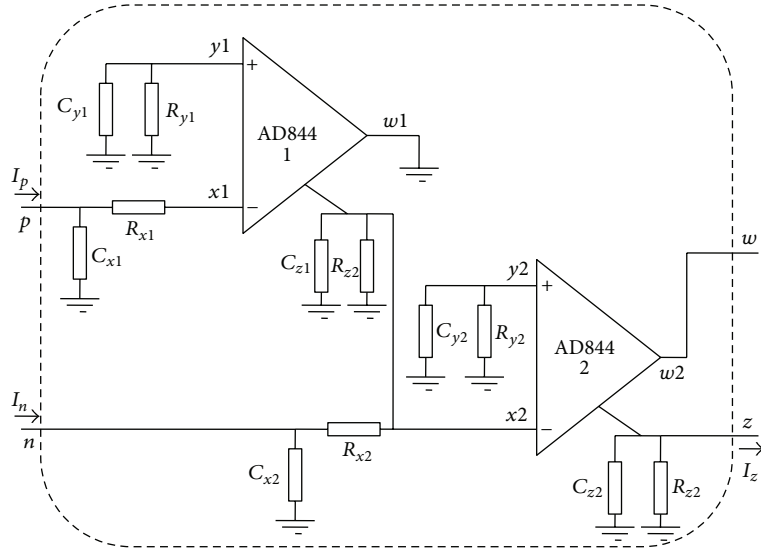 y1
+
C_y1
R_y1
AD844
1
w1
I_p
x1
−
p
R_x1
C_x1
C_z1
R_z2
y2
+
C_y2
R_y2
AD844
2
w
w2
I_n
n
R_x2
x2
−
z
I_z
C_x2
C_z2
R_z2